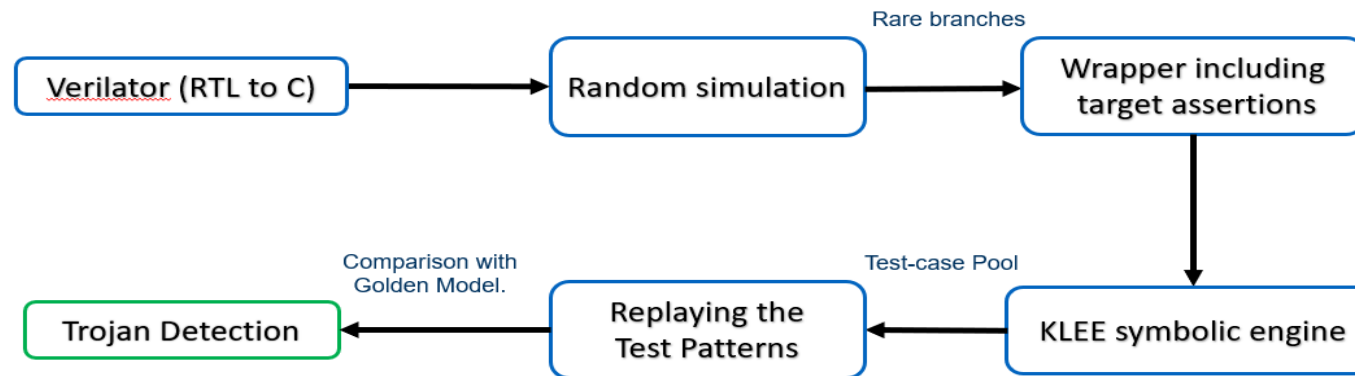 Rare branches
Verilator (RTL to C)
Random simulation
Wrapper including
target assertions
Comparison with
Golden Model.
Test-case Pool
Trojan Detection
Replaying the
Test Patterns
KLEE symbolic engine